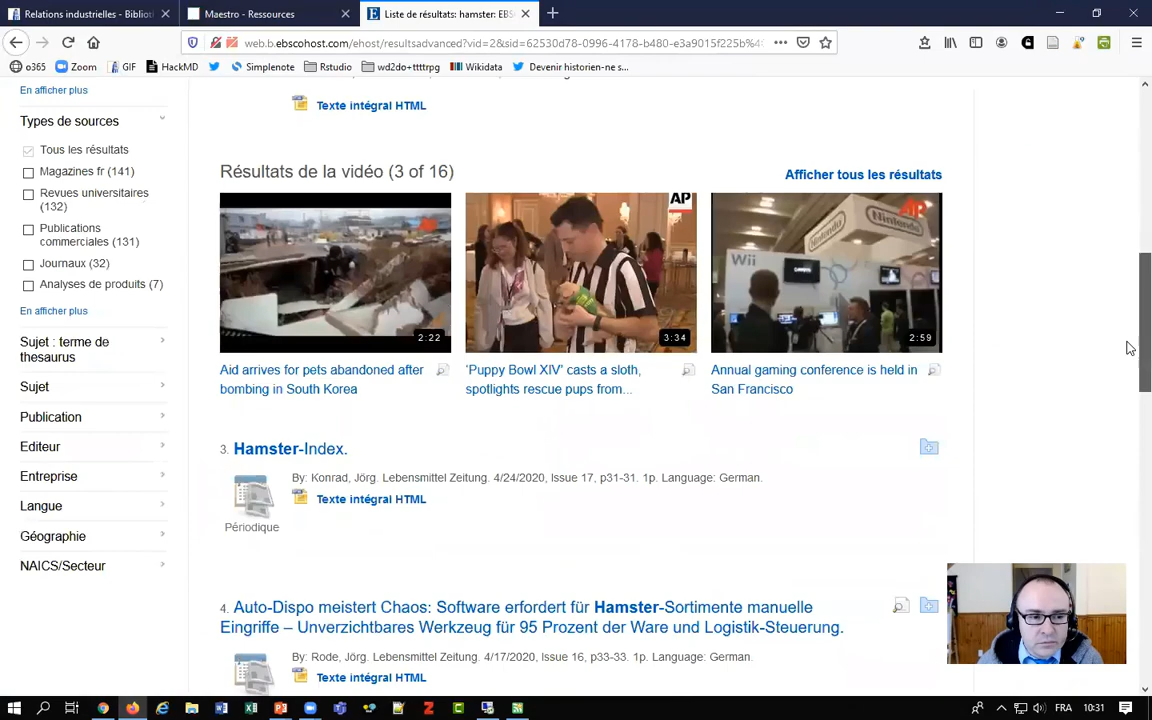 Relations industrielles - Bibliot
Maestro - Ressources
Liste de résultats: hamster: EBS
web.b.ebscohost.com/ehost/resultsadvanced?vid=2&sid=62530d78-0996-4178-b480-e3a9015f225b%4
o365
Zoom
GIF
HackMD
Simplenote
Rstudio
wd2do+ttttrpg
Wikidata
Devenir historien-ne s...
En afficher plus
Types de sources
Tous les résultats
Magazines fr (141)
Revues universitaires
(132)
Publications
commerciales (131)
Journaux (32)
Analyses de produits (7)
En afficher plus
Sujet : terme de
thesaurus
Sujet
Publication
Editeur
Entreprise
Langue
Géographie
NAICS/Secteur
Texte intégral HTML
Résultats de la vidéo (3 of 16)
Afficher tous les résultats
AP
2:22
AP
3:34
AP
Nintendo
Wii
2:59
Aid arrives for pets abandoned after
bombing in South Korea
'Puppy Bowl XIV' casts a sloth,
spotlights rescue pups from...
Annual gaming conference is held in
San Francisco
3. Hamster-Index.
By: Konrad, Jörg. Lebensmittel Zeitung. 4/24/2020, Issue 17, p31-31. 1p. Language: German.
Texte intégral HTML
Périodique
4. Auto-Dispo meistert Chaos: Software erfordert für Hamster-Sortimente manuelle
Eingriffe – Unverzichtbares Werkzeug für 95 Prozent der Ware und Logistik-Steuerung.
By: Rode, Jörg. Lebensmittel Zeitung. 4/17/2020, Issue 16, p33-33. 1p. Language: German.
Texte intégral HTML
FRA
10:31